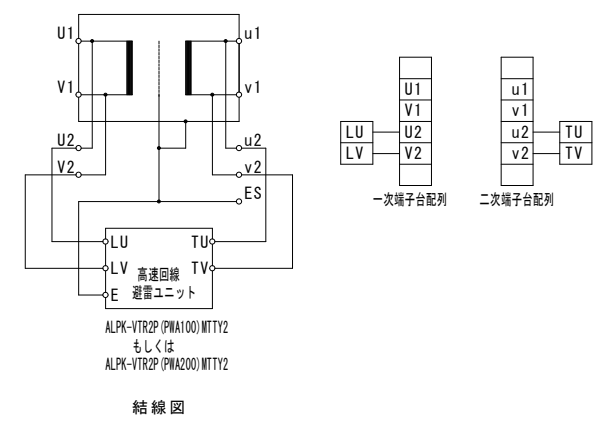 U1 u1
V1 v1
U2 u2
V2 v2
ES
LU TU
LV TV
高速回線
E 避雷ユニット
ALPK-VTR2P(PWA100)MTTY2
もしくは
ALPK-VTR2P(PWA200)MTTY2
結線図
U1
V1
LU U2
LV V2
一次端子台配列
u1
v1
u2 TU
v2 TV
二次端子台配列